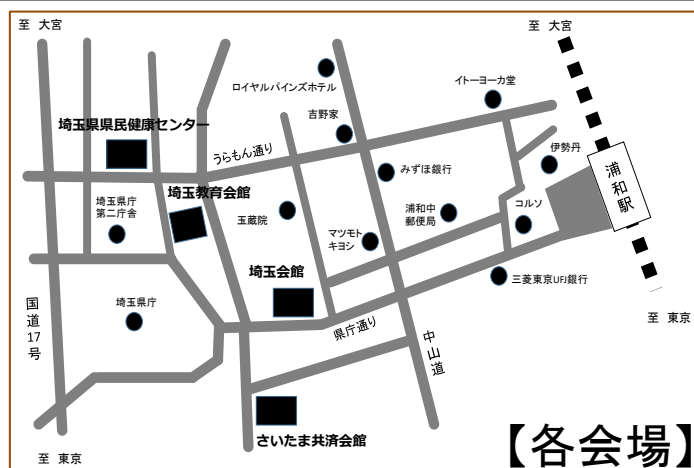 至 大宮
至 大宮
ロイヤルパインズホテル
イトーヨーカ堂
吉野家
埼玉県県民健康センター
うらもん通り
伊勢丹
みずほ銀行
浦和駅
埼玉教育会館
埼玉県庁
第二庁舎
玉蔵院
浦和中
郵便局
コルソ
マツモト
キヨシ
埼玉会館
三菱東京UFJ銀行
国道17号
埼玉県庁
県庁通り
至 東京
中山道
さいたま共済会館
至 東京
【各会場】